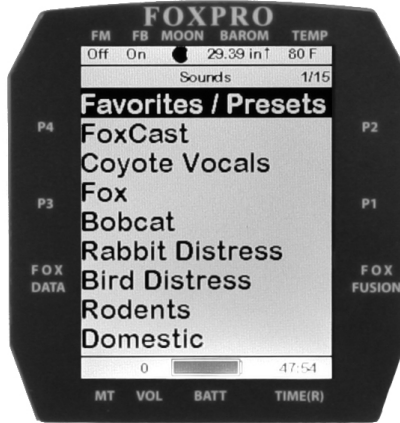 FOXPRO
FM FB MOON BAROM TEMP
Off On 29.39 in↑ 80 F
Sounds 1/15
Favorites / Presets
FoxCast
Coyote Vocals
Fox
Bobcat
Rabbit Distress
Bird Distress
Rodents
Domestic
P4
P3
FOX
DATA
P2
P1
FOX
FUSION
0 47:54
MT VOL BATT TIME(R)